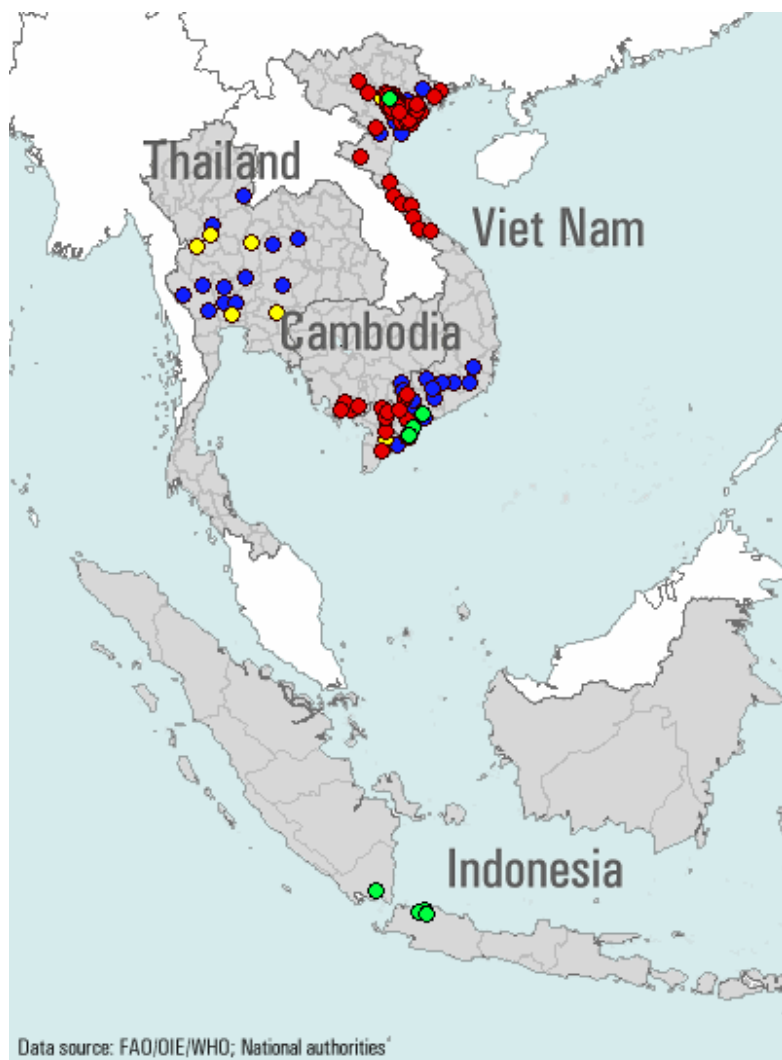 Thailand
Viet Nam
Cambodia
Indonesia
Data source: FAO/OIE/WHO; National authorities